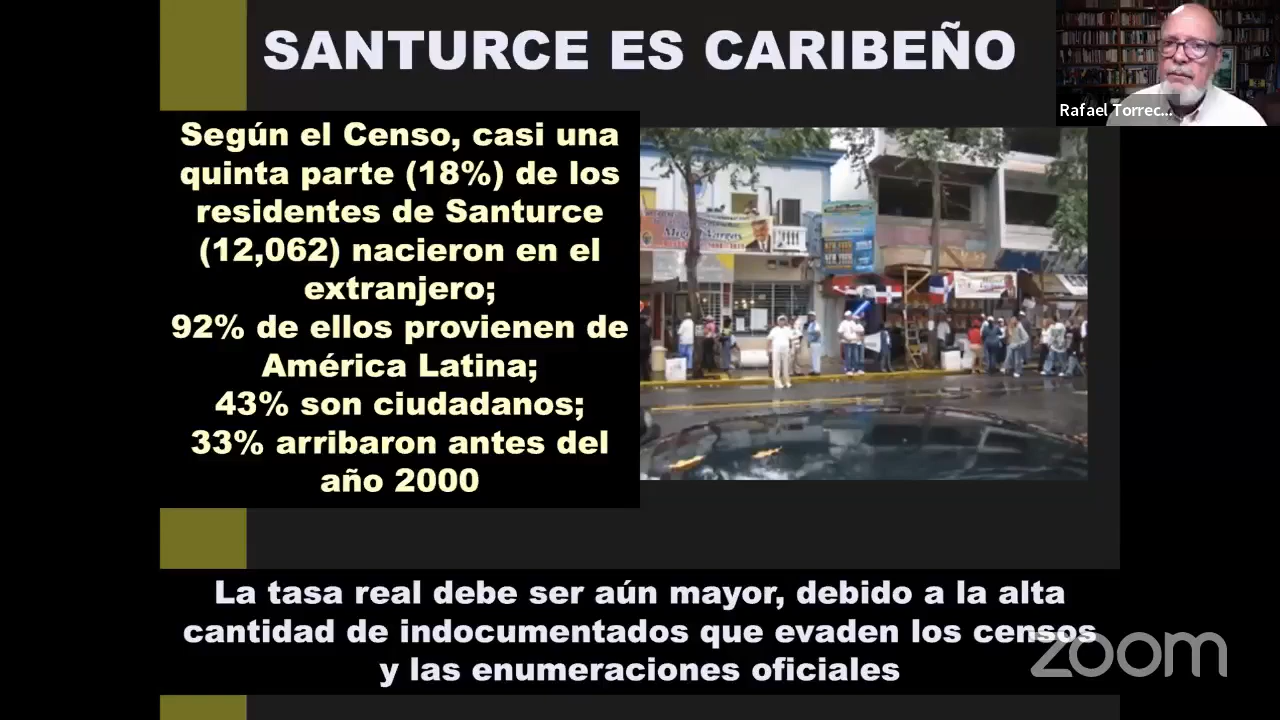 SANTURCE ES CARIBEÑO
Rafael Torrec...
Según el Censo, casi una
quinta parte (18%) de los
residentes de Santurce
(12,062) nacieron en el
extranjero;
92% de ellos provienen de
América Latina;
43% son ciudadanos;
33% arribaron antes del
año 2000
Miguel Vargas
La tasa real debe ser aún mayor, debido a la alta
cantidad de indocumentados que evaden los censos
y las enumeraciones oficiales
zoom